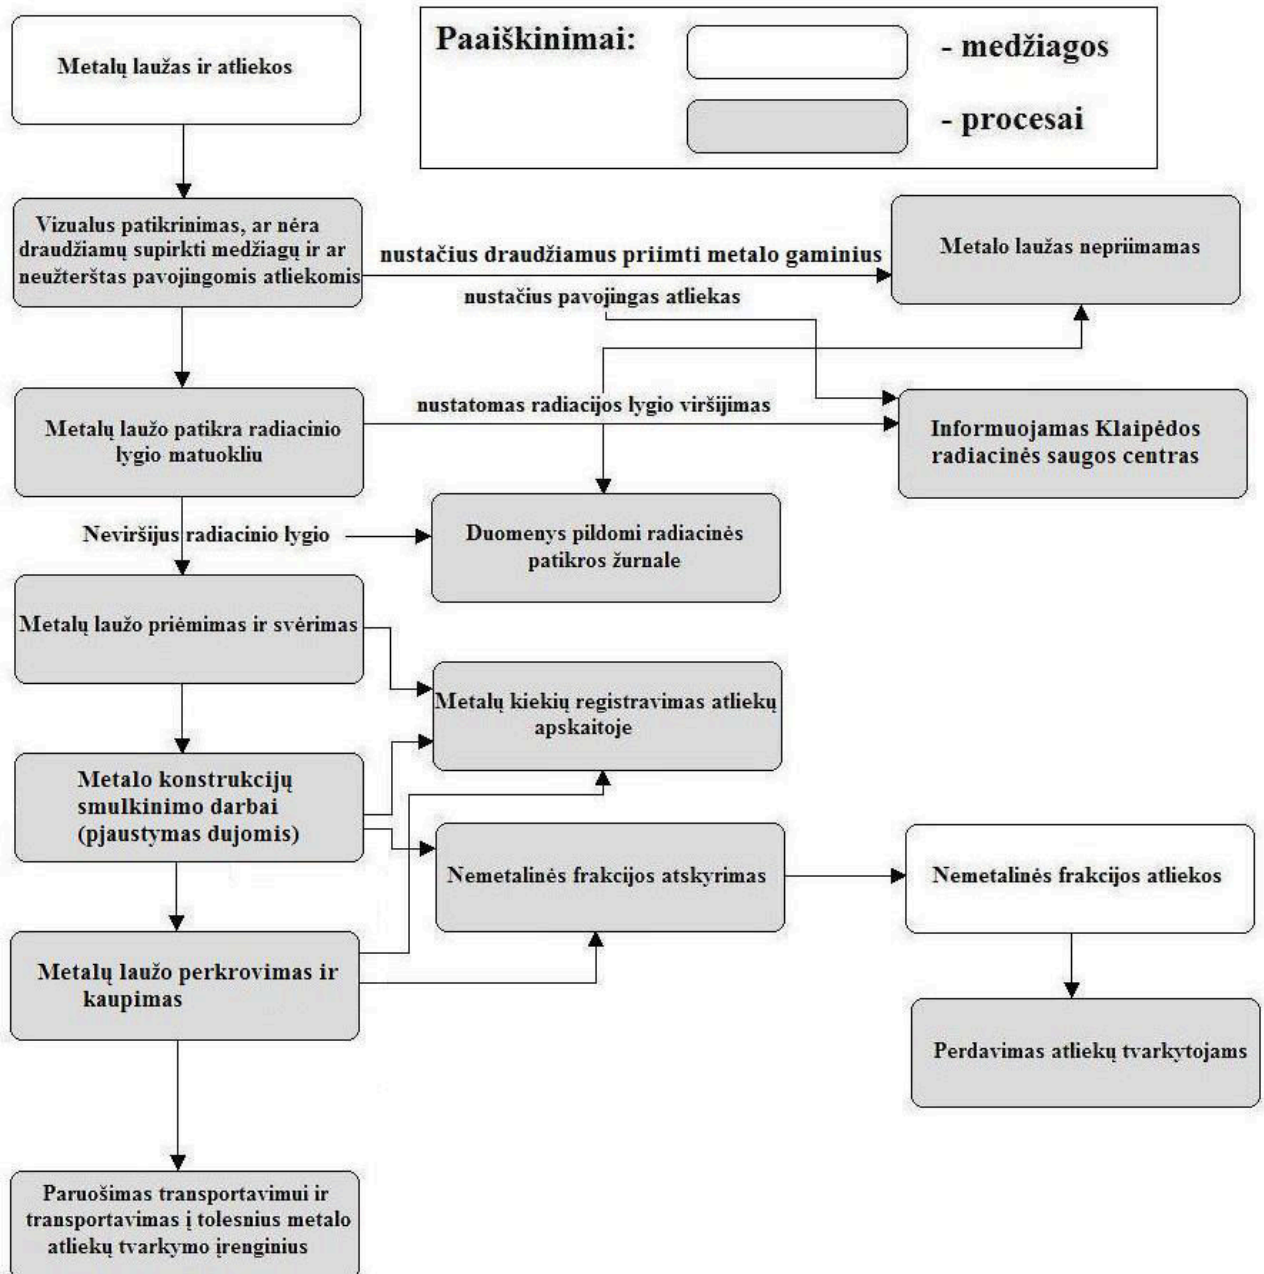 Metalų laužas ir atliekos
Paaiškinimai:
- medžiagos
- procesai
Vizualus patikrinimas, ar nėra
draudžiamų supirkti medžiagų ir ar
neužterštas pavojingomis atliekomis
nustačius draudžiamus priimti metalo gaminius
nustačius pavojingas atliekas
Metalo laužas nepriimamas
Metalų laužo patikra radiacinio
lygio matuokliu
nustatomas radiacijos lygio viršijimas
Informuojamas Klaipėdos
radiacinės saugos centras
Neviršijus radiacinio lygio
Duomenys pildomi radiacinės
patikros žurnale
Metalų laužo priėmimas ir svėrimas
Metalų kiekių registravimas atliekų
apskaitoje
Metalo konstrukcijų
smulkinimo darbai
(pjaustymas dujomis)
Nemetalinės frakcijos atskyrimas
Nemetalinės frakcijos atliekos
Metalų laužo perkrovimas ir
kaupimas
Perdavimas atliekų tvarkytojams
Paruošimas transportavimui ir
transportavimas į tolesnius metalo
atliekų tvarkymo įrenginius